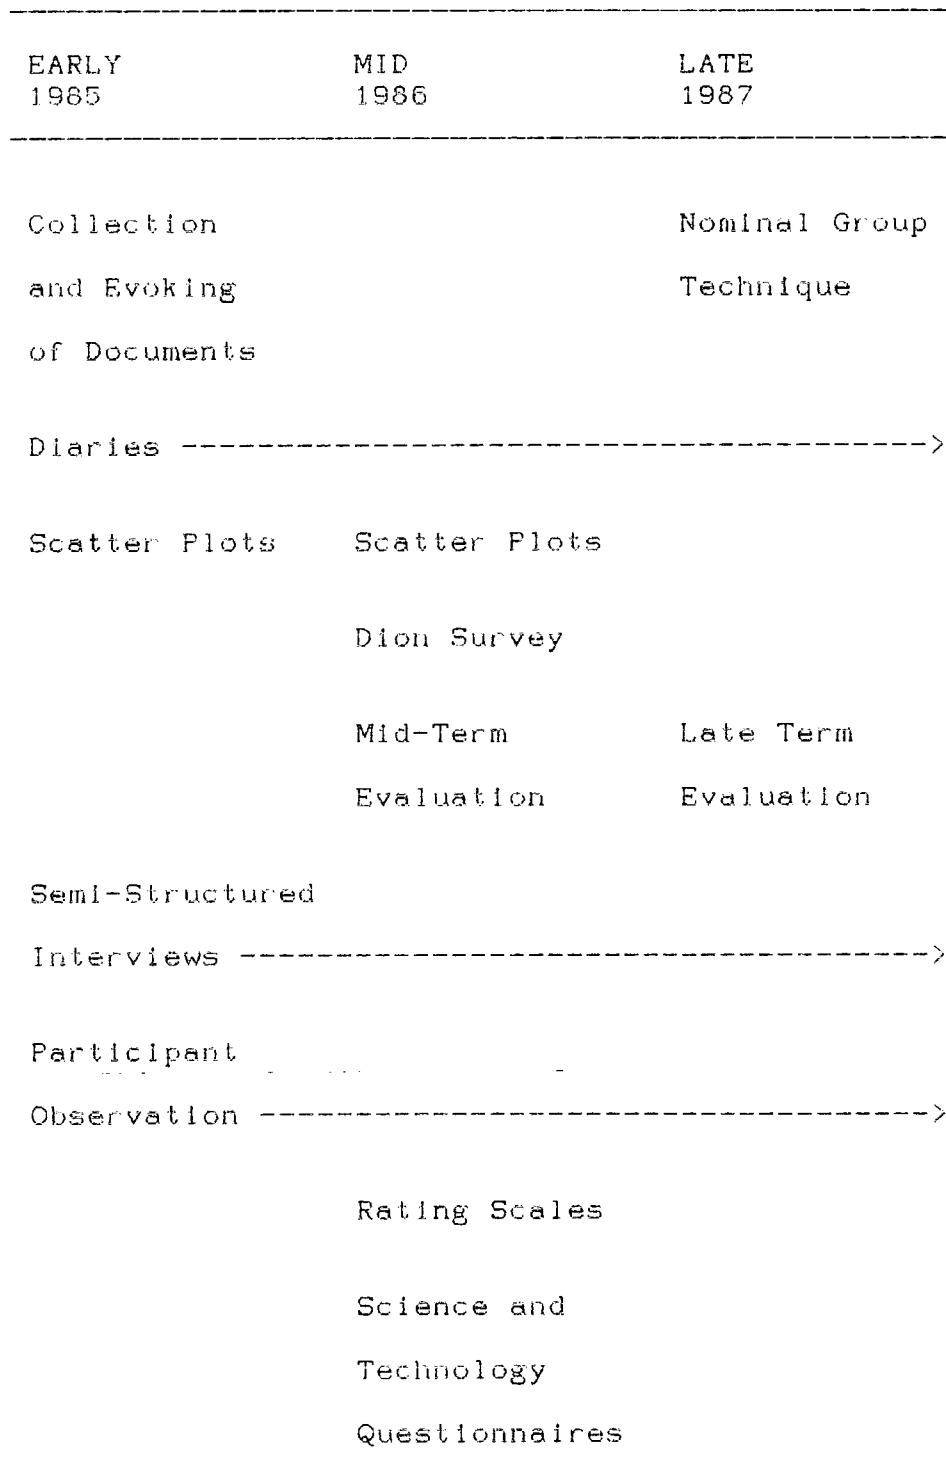 EARLY MID LATE
1985 1986 1987
Collection Nominal Group
and Evoking Technique
of Documents
Diaries --------------------------------------->
Scatter Plots Scatter Plots
Dion Survey
Mid-Term Late Term
Evaluation Evaluation
Semi-Structured
Interviews ------------------------------------>
Participant
Observation ----------------------------------->
Rating Scales
Science and
Technology
Questionnaires